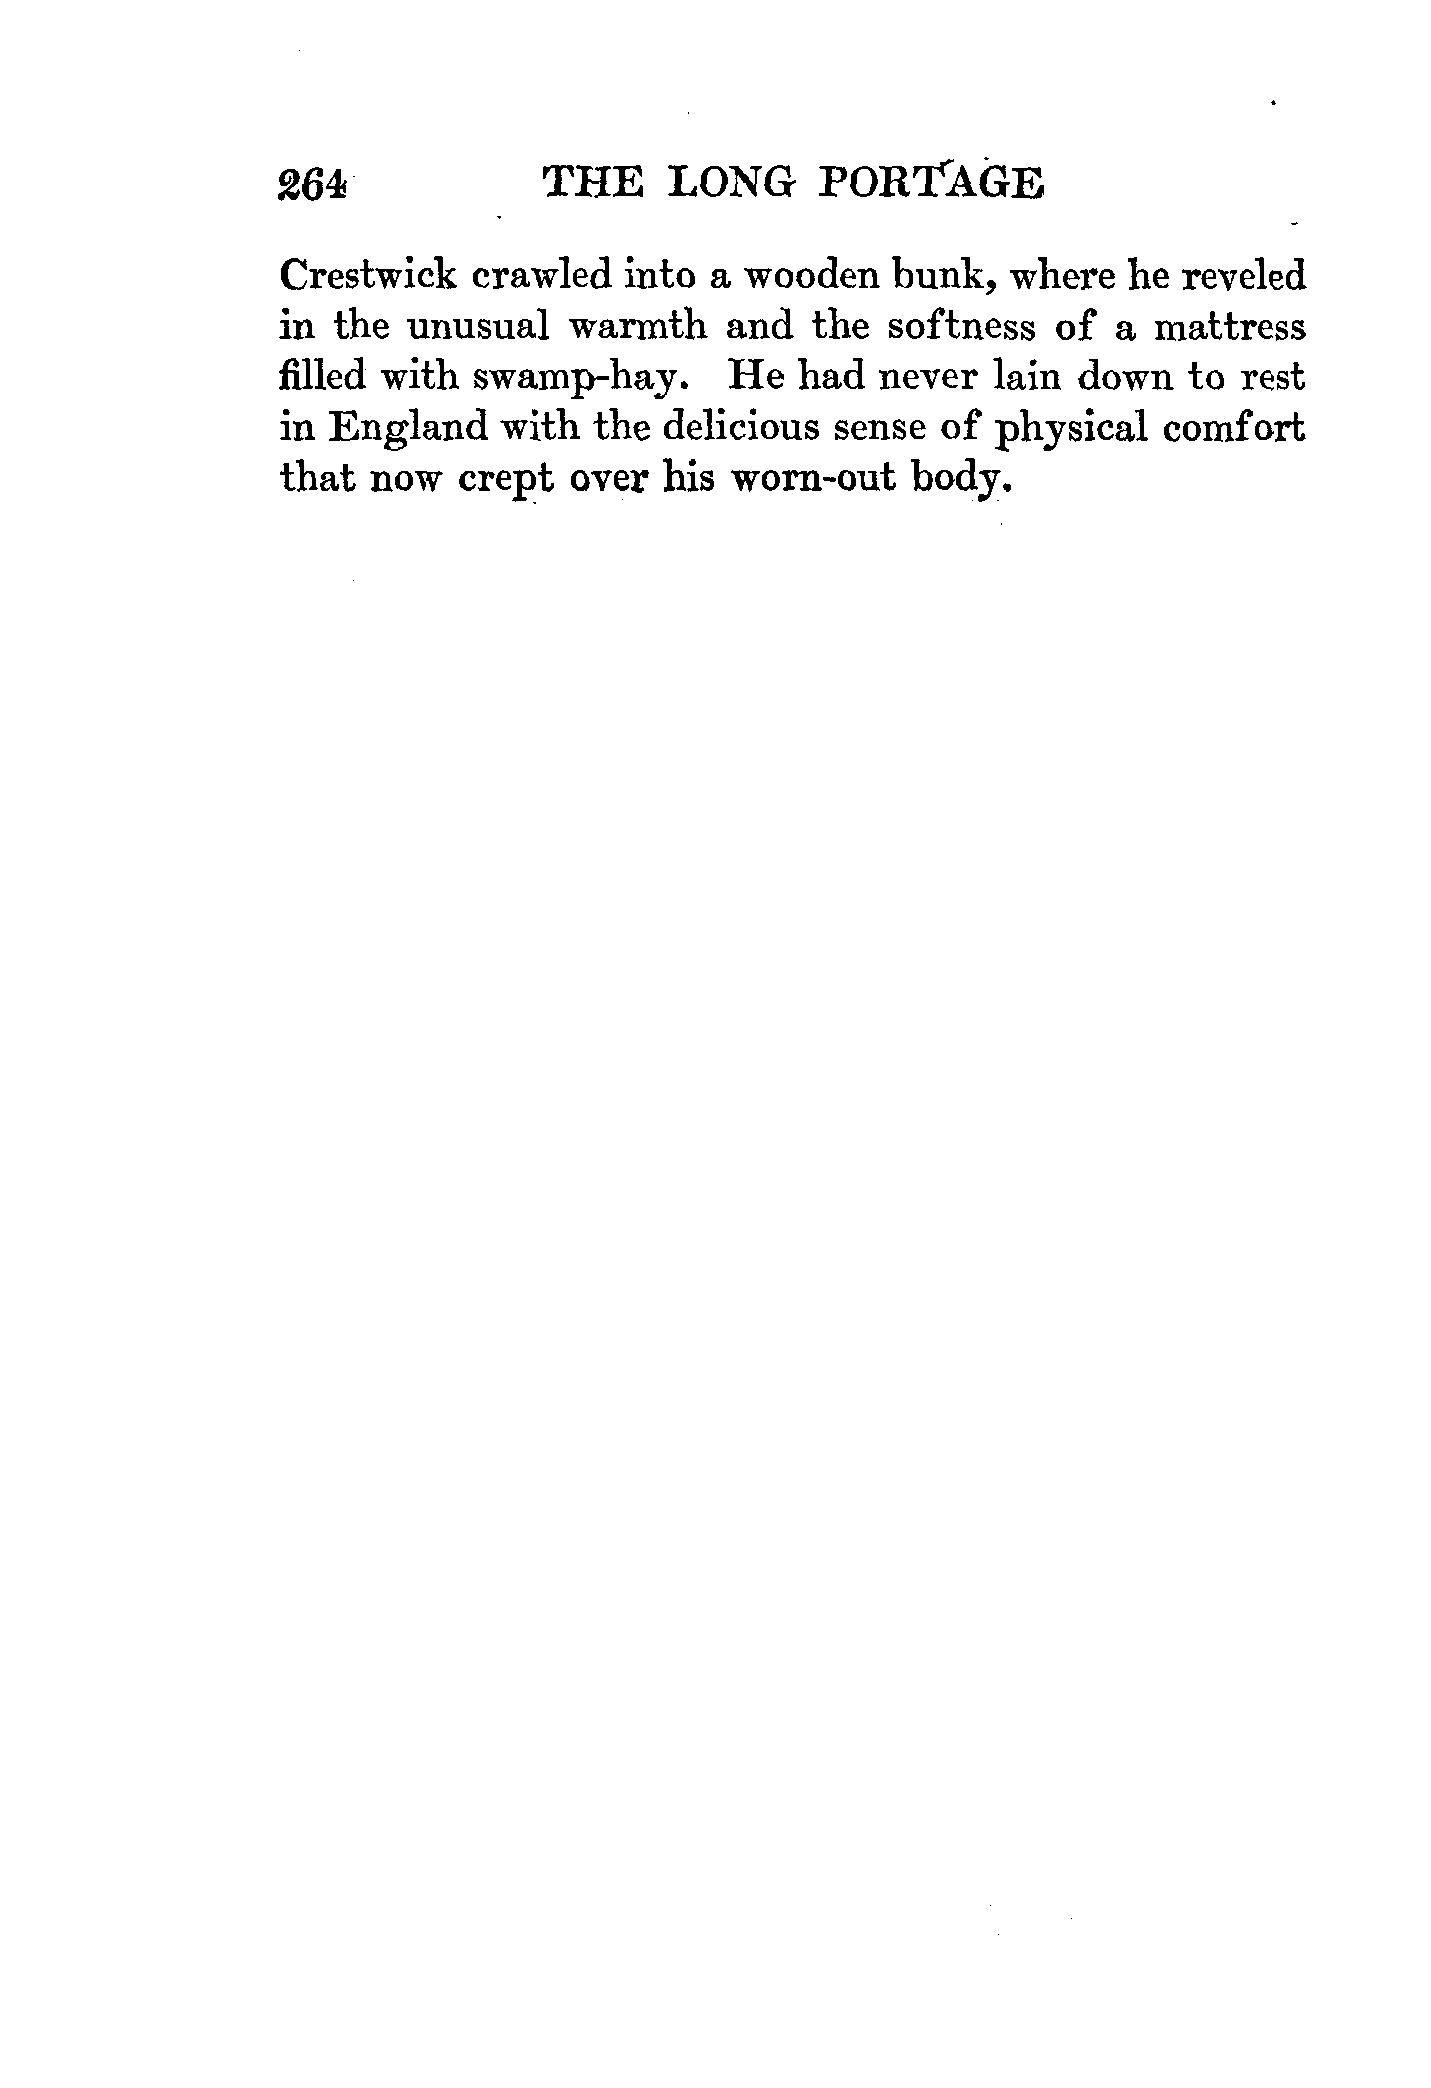 264 THE LONG PORTAGE
Crestwick crawled into a wooden bunk, where he reveled
in the unusual warmth and the softness of a mattress
filled with swamp-hay. He had never lain down to rest
in England with the delicious sense of physical comfort
that now crept over his worn-out body.